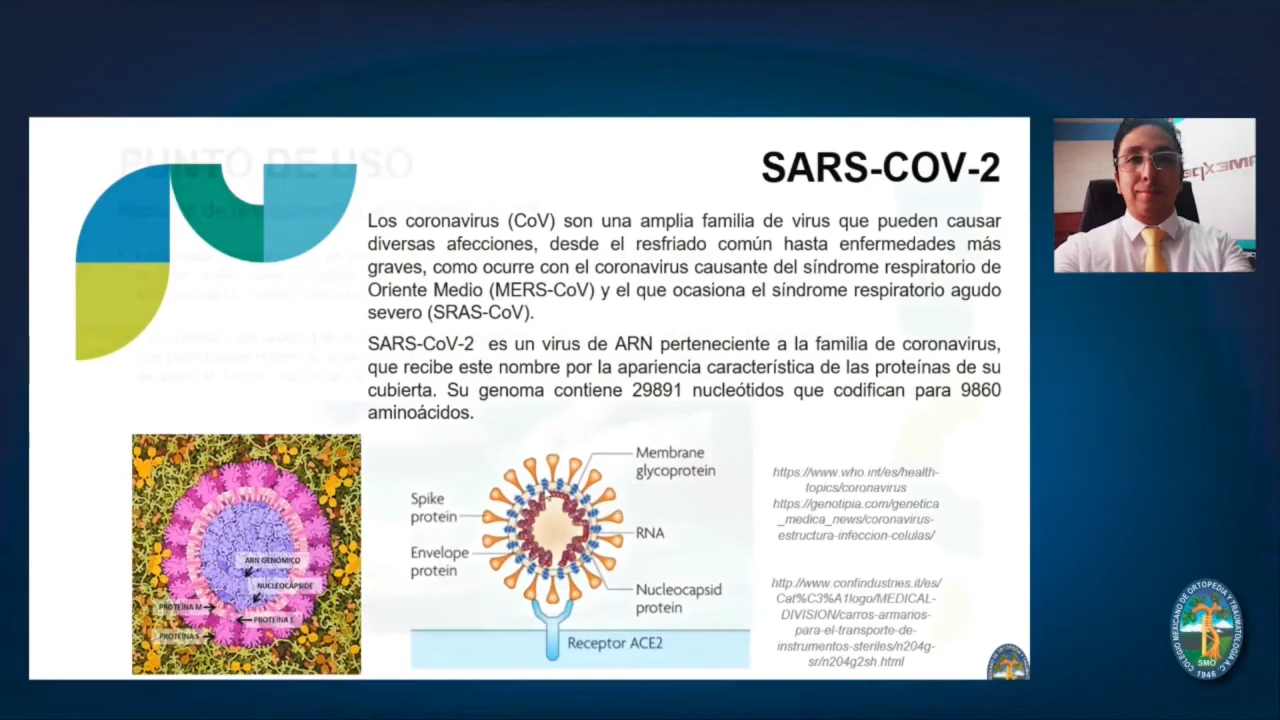 PUNTO DE USO
SARS-COV-2
Los coronavirus (CoV) son una amplia familia de virus que pueden causar
diversas afecciones, desde el resfriado común hasta enfermedades más
graves, como ocurre con el coronavirus causante del síndrome respiratorio de
Oriente Medio (MERS-CoV) y el que ocasiona el síndrome respiratorio agudo
severo (SRAS-CoV).
SARS-CoV-2 es un virus de ARN perteneciente a la familia de coronavirus,
que recibe este nombre por la apariencia característica de las proteínas de su
cubierta. Su genoma contiene 29891 nucleótidos que codifican para 9860
aminoácidos.
ARN GENÓMICO
NUCLEOCÁPSIDE
PROTEÍNA M
PROTEÍNA E
PROTEÍNA S
Membrane
glycoprotein
Spike
protein
RNA
Envelope
protein
Nucleocapsid
protein
Receptor ACE2
https://www.who.int/es/health-
topics/coronavirus
https://genotipia.com/genetica
_medica_news/coronavirus-
estructura-infeccion-celulas/
http://www.confindustries.it/es/
Cat%C3%A1logo/MEDICAL-
DIVISION/carros-armarios-
para-el-transporte-de-
instrumentos-steriles/n204g-
sr/n204g2sh.html
COLEGIO MEXICANO DE ORTOPEDIA Y TRAUMATOLOGIA A.C.
SMO
1946